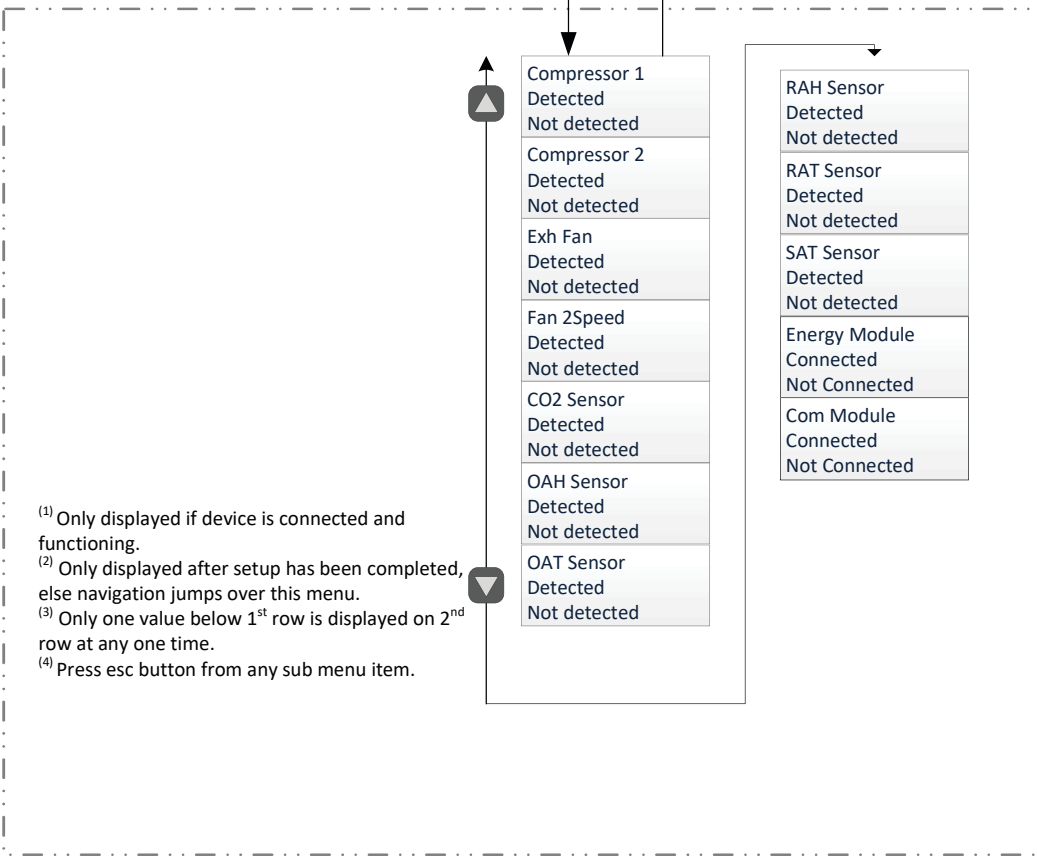 Compressor 1
Detected
Not detected
Compressor 2
Detected
Not detected
Exh Fan
Detected
Not detected
Fan 2Speed
Detected
Not detected
CO2 Sensor
Detected
Not detected
OAH Sensor
Detected
Not detected
OAT Sensor
Detected
Not detected
RAH Sensor
Detected
Not detected
RAT Sensor
Detected
Not detected
SAT Sensor
Detected
Not detected
Energy Module
Connected
Not Connected
Com Module
Connected
Not Connected
(1) Only displayed if device is connected and
functioning.
(2) Only displayed after setup has been completed,
else navigation jumps over this menu.
(3) Only one value below 1st row is displayed on 2nd
row at any one time.
(4) Press esc button from any sub menu item.